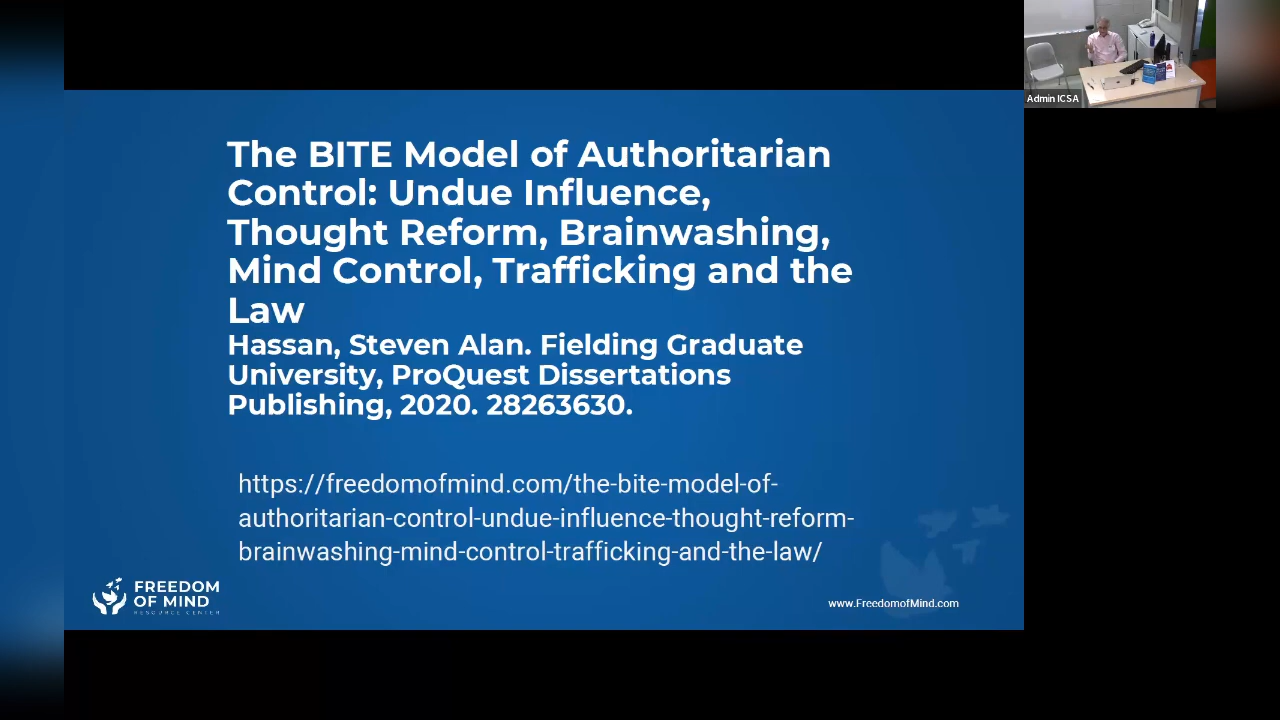 The BITE Model of Authoritarian
Control: Undue Influence,
Thought Reform, Brainwashing,
Mind Control, Trafficking and the
Law
Hassan, Steven Alan. Fielding Graduate
University, ProQuest Dissertations
Publishing, 2020. 28263630.
https://freedomofmind.com/the-bite-model-of-
authoritarian-control-undue-influence-thought-reform-
brainwashing-mind-control-trafficking-and-the-law/
FREEDOM
OF MIND
RESOURCE CENTER
www.FreedomofMind.com
Admin ICSA